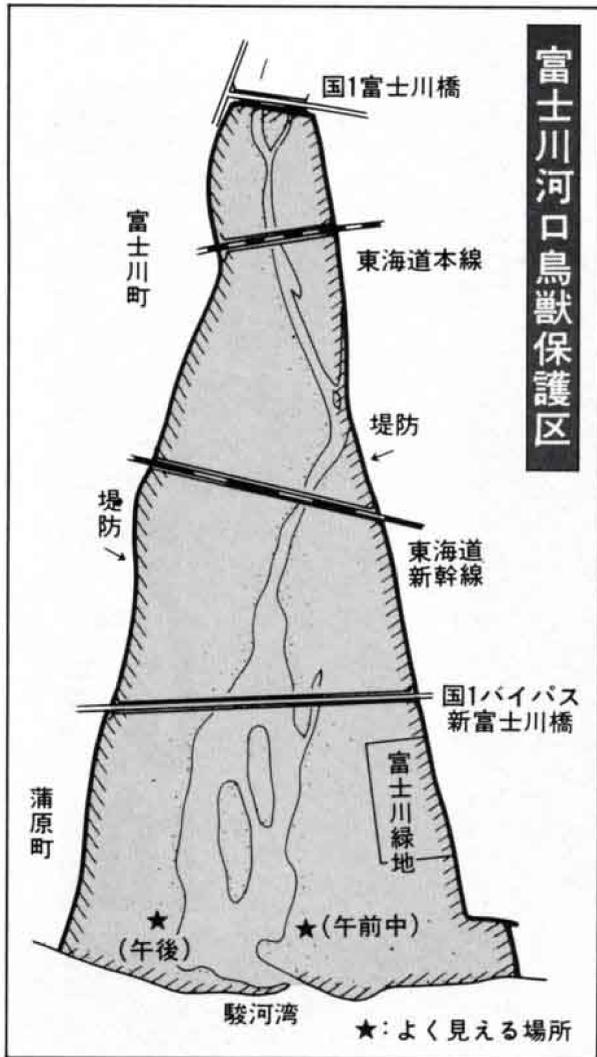 富士川河口鳥獣保護区
国1富士川橋
富士川町
東海道本線
堤防
↓
堤防
↓
東海道
新幹線
国1バイパス
新富士川橋
富士川緑地
蒲原町
★
(午後)
★(午前中)
駿河湾
★:よく見える場所